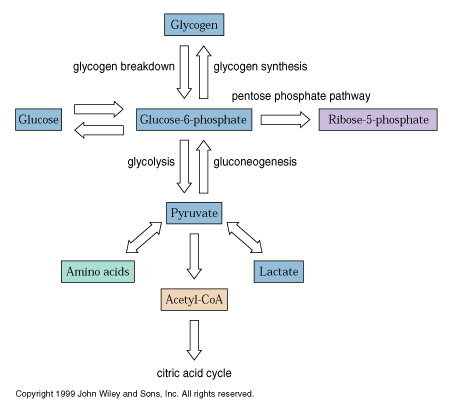 Glycogen
glycogen breakdown
glycogen synthesis
pentose phosphate pathway
Glucose
Glucose-6-phosphate
Ribose-5-phosphate
glycolysis
gluconeogenesis
Pyruvate
Amino acids
Lactate
Acetyl-CoA
citric acid cycle
Copyright 1999 John Wiley and Sons, Inc. All rights reserved.